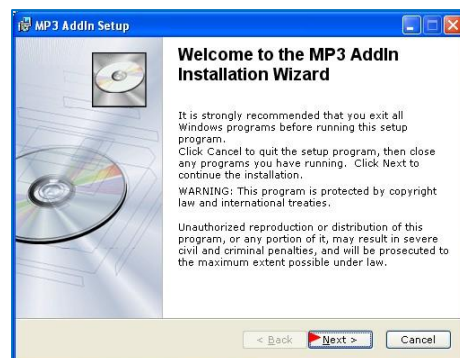 MP3 AddIn Setup
Welcome to the MP3 AddIn
Installation Wizard
It is strongly recommended that you exit all
Windows programs before running this setup
program.
Click Cancel to quit the setup program, then close
any programs you have running. Click Next to
continue the installation.
WARNING: This program is protected by copyright
law and international treaties.
Unauthorized reproduction or distribution of this
program, or any portion of it, may result in severe
civil and criminal penalties, and will be prosecuted to
the maximum extent possible under law.
< Back Next > Cancel